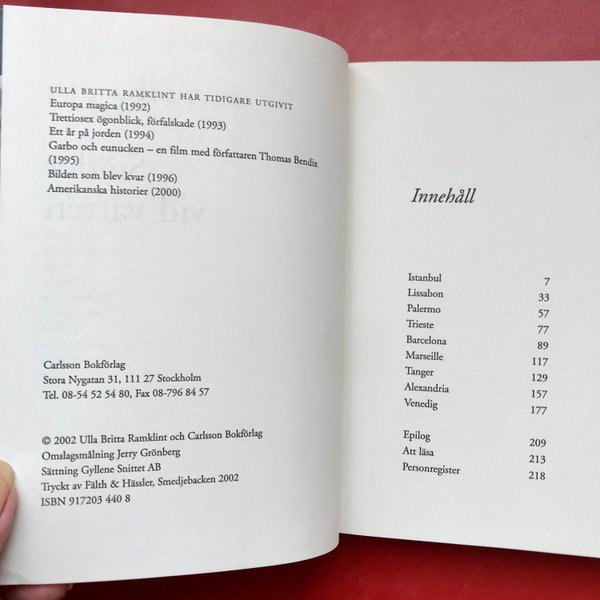 ULLA BRITTA RAMKLINT HAR TIDIGARE UTGIVIT
Europa magica (1992)
Trettiosex ögonblick, förfalskade (1993)
Ett år på jorden (1994)
Garbo och eunucken – en film med författaren Thomas Bendix
(1995)
Bilden som blev kvar (1996)
Amerikanska historier (2000)
vid vatten
Carlsson Bokförlag
Stora Nygatan 31, 111 27 Stockholm
Tel. 08-54 52 54 80, Fax 08-796 84 57
© 2002 Ulla Britta Ramklint och Carlsson Bokförlag
Omslagsmålning Jerry Grönberg
Sättning Gyllene Snittet AB
Tryckt av Fälth & Hässler, Smedjebacken 2002
ISBN 917203 440 8
Innehåll
Istanbul 7
Lissabon 33
Palermo 57
Trieste 77
Barcelona 89
Marseille 117
Tanger 129
Alexandria 157
Venedig 177
Epilog 209
Att läsa 213
Personregister 218